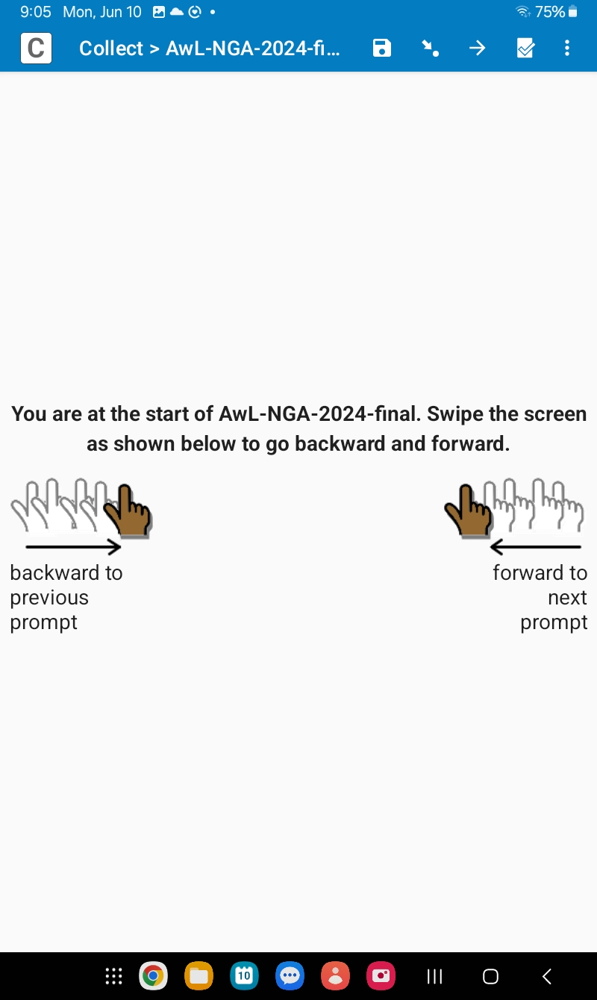 9:05 Mon, Jun 10 75%
C Collect > AwL-NGA-2024-fi...
You are at the start of AwL-NGA-2024-final. Swipe the screen
as shown below to go backward and forward.
backward to
previous
prompt
forward to
next
prompt
10